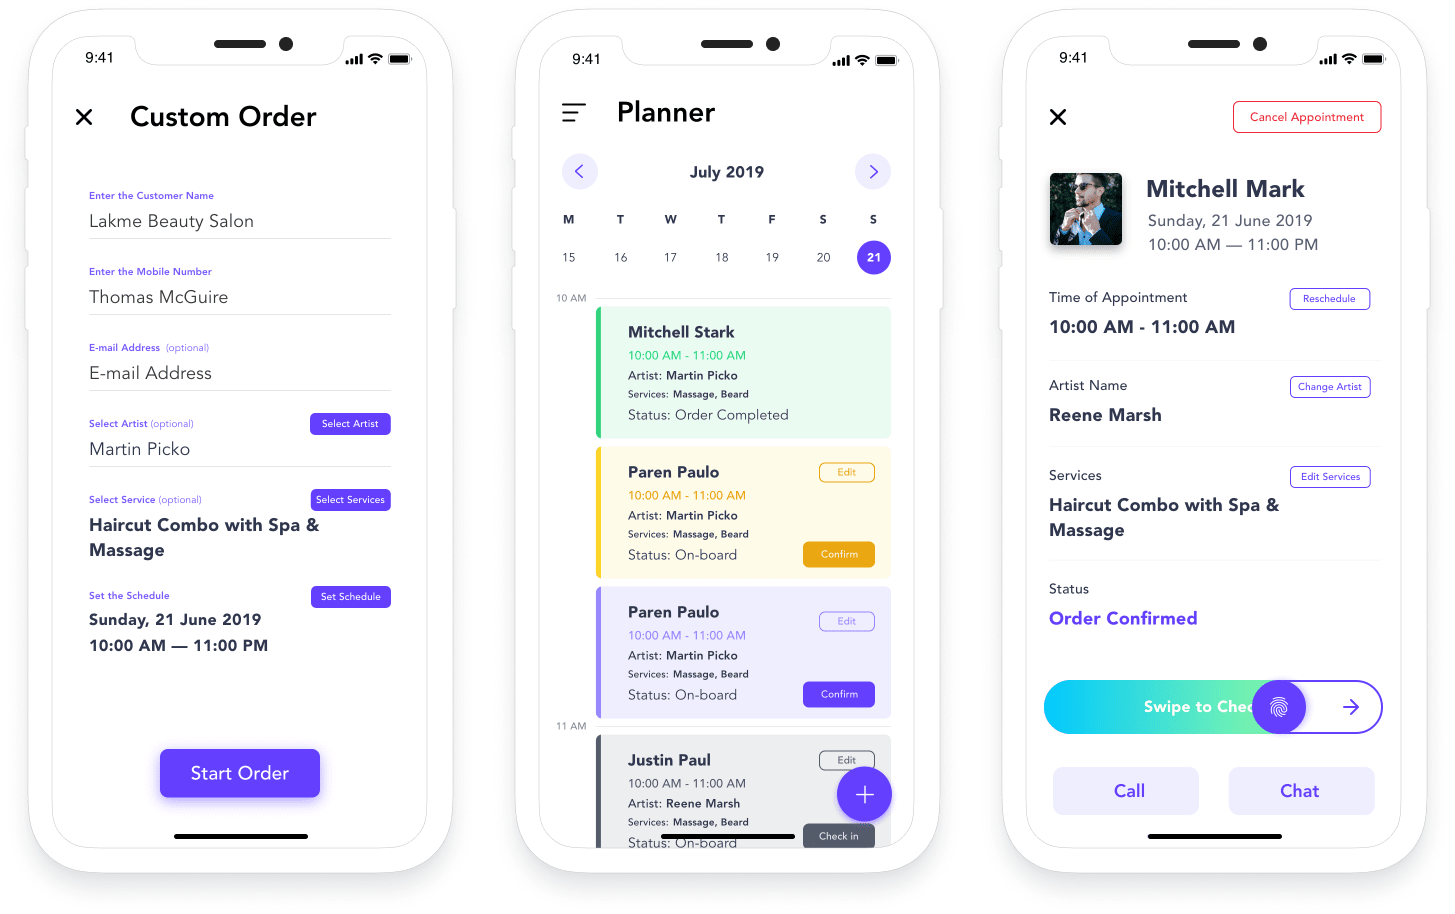 9:41
Custom Order
Enter the Customer Name
Lakme Beauty Salon
Enter the Mobile Number
Thomas McGuire
E-mail Address (optional)
E-mail Address
Select Artist (optional)
Select Artist
Martin Picko
Select Service (optional)
Select Services
Haircut Combo with Spa &
Massage
Set the Schedule
Set Schedule
Sunday, 21 June 2019
10:00 AM — 11:00 PM
Start Order
9:41
Planner
July 2019
M T W T F S S
15 16 17 18 19 20 21
10 AM
Mitchell Stark
10:00 AM - 11:00 AM
Artist: Martin Picko
Services: Massage, Beard
Status: Order Completed
Paren Paulo
Edit
10:00 AM - 11:00 AM
Artist: Martin Picko
Services: Massage, Beard
Status: On-board
Confirm
Paren Paulo
Edit
10:00 AM - 11:00 AM
Artist: Martin Picko
Services: Massage, Beard
Status: On-board
Confirm
11 AM
Justin Paul
Edit
10:00 AM - 11:00 AM
Artist: Reene Marsh
Services: Massage, Beard
Status: On-board
Check in
9:41
Cancel Appointment
Mitchell Mark
Sunday, 21 June 2019
10:00 AM — 11:00 PM
Time of Appointment
Reschedule
10:00 AM - 11:00 AM
Artist Name
Change Artist
Reene Marsh
Services
Edit Services
Haircut Combo with Spa &
Massage
Status
Order Confirmed
Swipe to Chec
Call
Chat